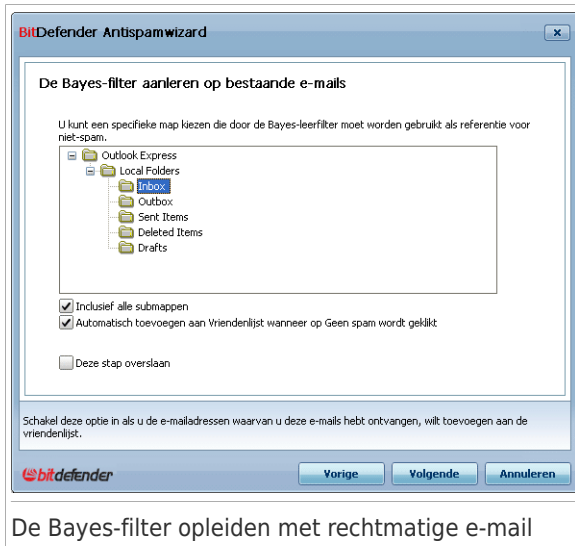 BitDefender Antispamwizard
De Bayes-filter aanleren op bestaande e-mails
U kunt een specifieke map kiezen die door de Bayes-leerfilter moet worden gebruikt als referentie voor
niet-spam.
Outlook Express
Local Folders
Inbox
Outbox
Sent Items
Deleted Items
Drafts
Inclusief alle submappen
Automatisch toevoegen aan Vriendenlijst wanneer op Geen spam wordt geklikt
Deze stap overslaan
Schakel deze optie in als u de e-mailadressen waarvan u deze e-mails hebt ontvangen, wilt toevoegen aan de
vriendenlijst.
bitdefender
Vorige
Volgende
Annuleren
De Bayes-filter opleiden met rechtmatige e-mail